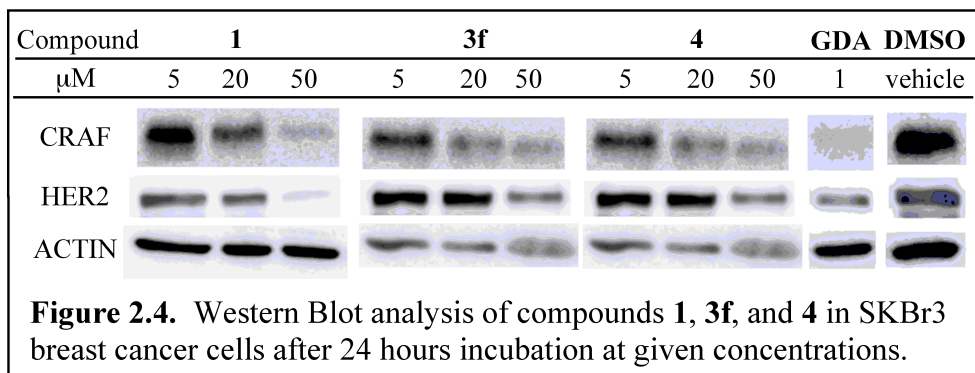 Compound 1 3f 4 GDA DMSO
μM 5 20 50 5 20 50 5 20 50 1 vehicle
CRAF
HER2
ACTIN
Figure 2.4. Western Blot analysis of compounds 1, 3f, and 4 in SKBr3
breast cancer cells after 24 hours incubation at given concentrations.